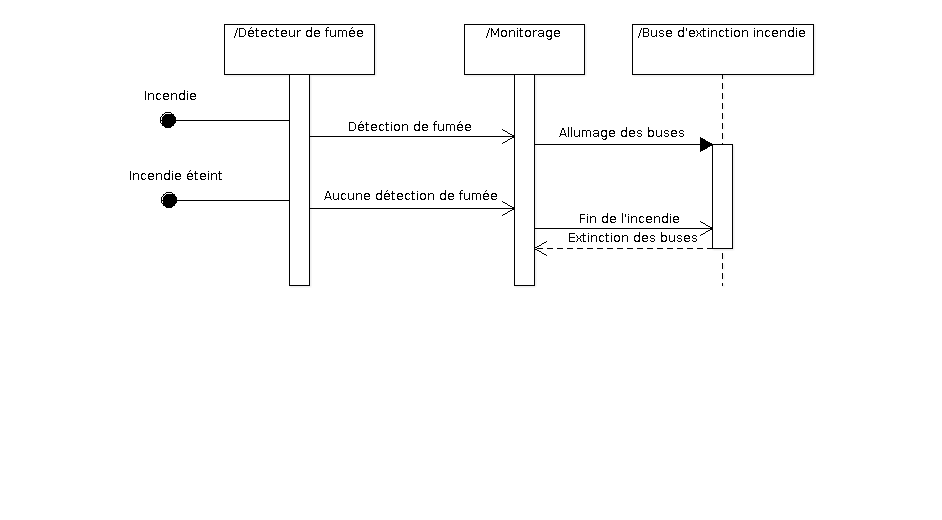 /Détecteur de fumée
/Monitorage
/Buse d'extinction incendie
Incendie
Détection de fumée
Allumage des buses
Incendie éteint
Aucune détection de fumée
Fin de l'incendie
Extinction des buses